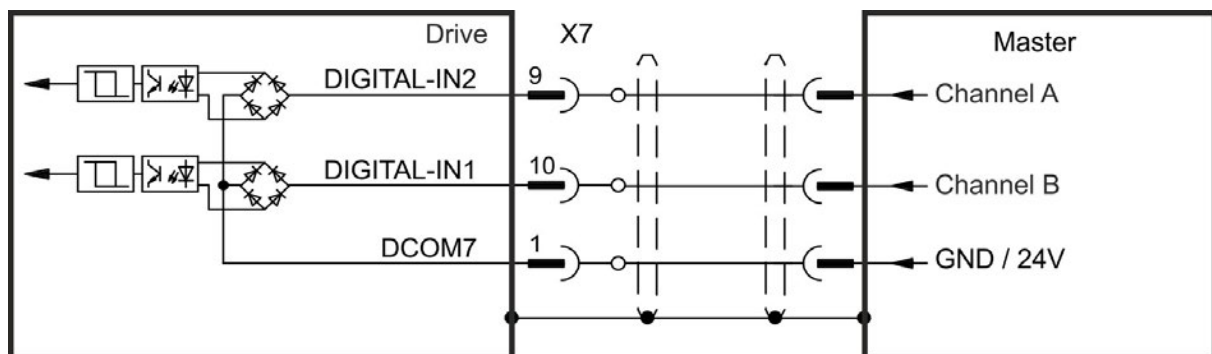 Drive X7 Master
DIGITAL-IN2 9 Channel A
DIGITAL-IN1 10 Channel B
DCOM7 1 GND / 24V